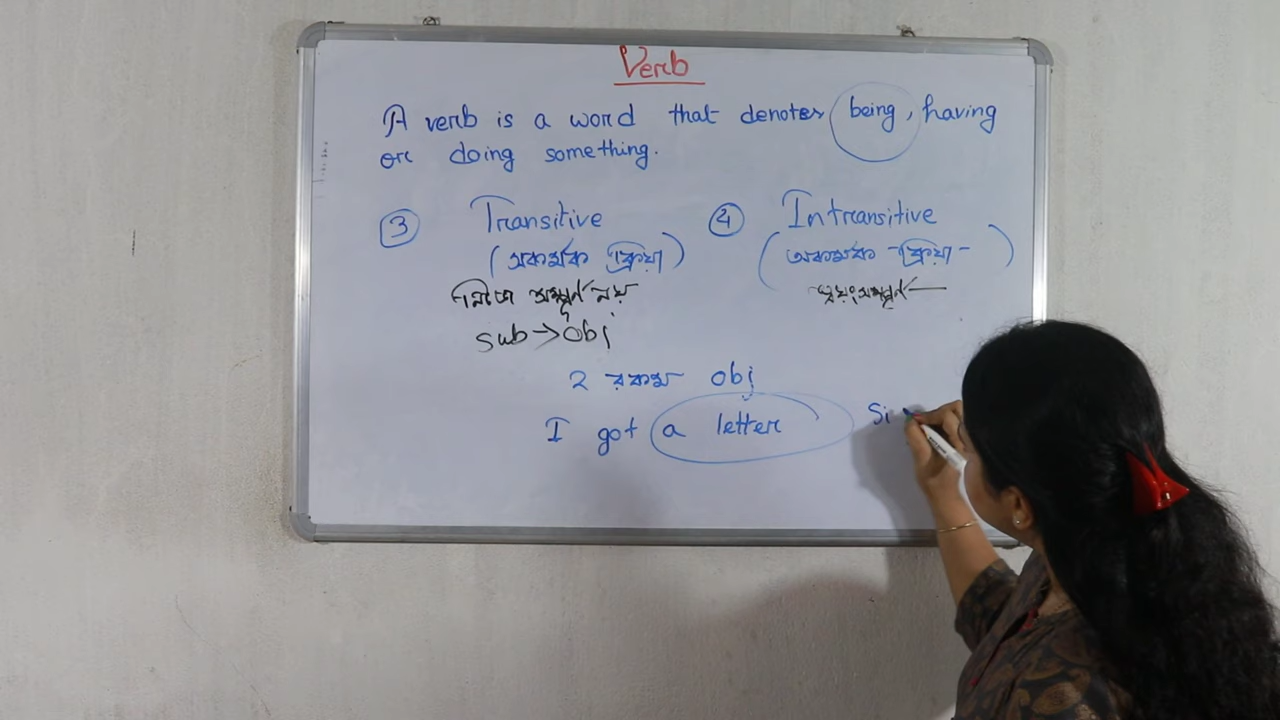 Verb
A verb is a word that denotes being, having
or doing something.
3 Transitive
(সকর্মক ক্রিয়া)
নিজে সম্পূর্ণ নয়
sub → obj
4 Intransitive
(অকর্মক ক্রিয়া)
স্বয়ংসম্পূর্ণ
2 রকম obj
I got a letter
Si